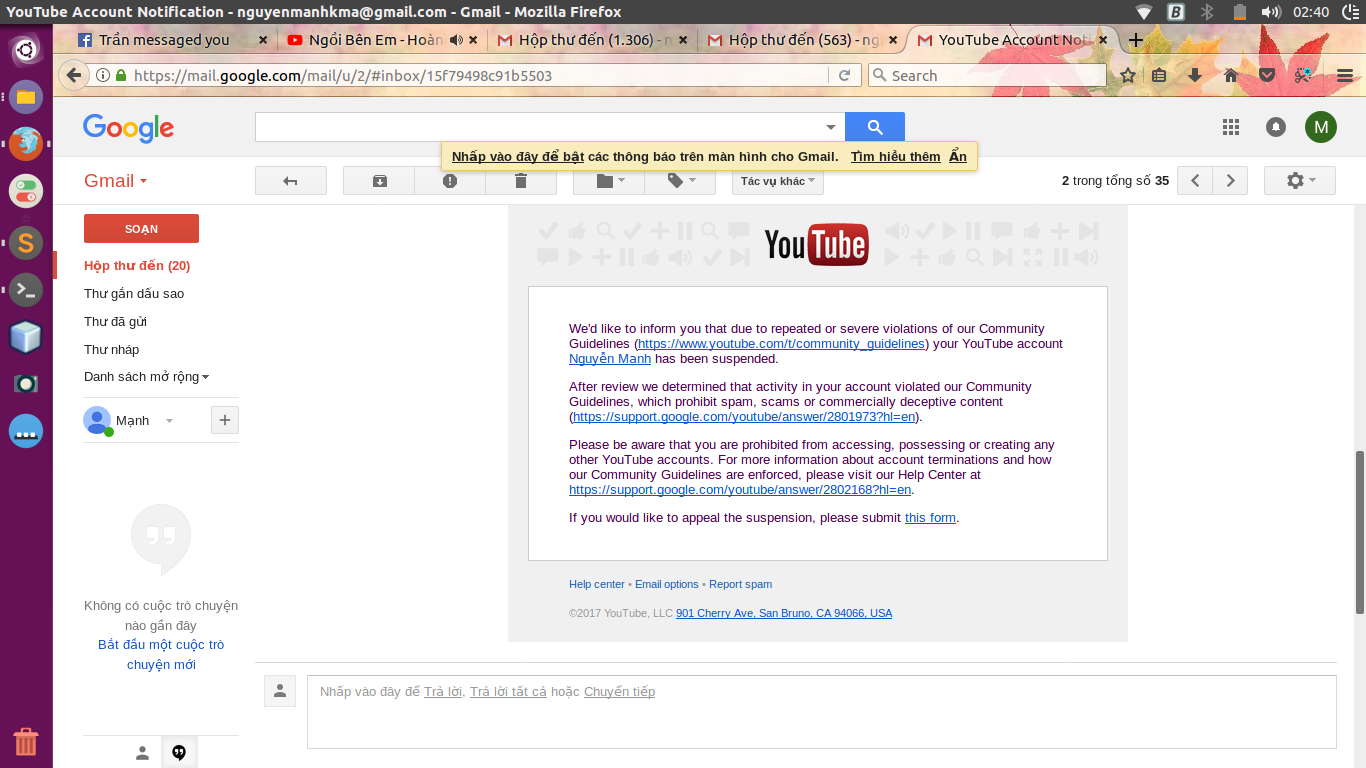 YouTube Account Notification - nguyenmanhkma@gmail.com - Gmail - Mozilla Firefox
02:40
Trần messaged you
Ngồi Bên Em - Hoàn
Hộp thư đến (1.306) - n
Hộp thư đến (563) - ng
YouTube Account Noti
https://mail.google.com/mail/u/2/#inbox/15f79498c91b5503
Search
Google
M
Nhấp vào đây để bật các thông báo trên màn hình cho Gmail. Tìm hiểu thêm Ẩn
Gmail
Tác vụ khác
2 trong tổng số 35
SOẠN
Hộp thư đến (20)
Thư gắn dấu sao
Thư đã gửi
Thư nháp
Danh sách mở rộng
Mạnh
Không có cuộc trò chuyện
nào gần đây
Bắt đầu một cuộc trò
chuyện mới
YouTube
We'd like to inform you that due to repeated or severe violations of our Community
Guidelines (https://www.youtube.com/t/community_guidelines) your YouTube account
Nguyễn Mạnh has been suspended.
After review we determined that activity in your account violated our Community
Guidelines, which prohibit spam, scams or commercially deceptive content
(https://support.google.com/youtube/answer/2801973?hl=en).
Please be aware that you are prohibited from accessing, possessing or creating any
other YouTube accounts. For more information about account terminations and how
our Community Guidelines are enforced, please visit our Help Center at
https://support.google.com/youtube/answer/2802168?hl=en.
If you would like to appeal the suspension, please submit this form.
Help center • Email options • Report spam
©2017 YouTube, LLC 901 Cherry Ave, San Bruno, CA 94066, USA
Nhấp vào đây để Trả lời, Trả lời tất cả hoặc Chuyển tiếp